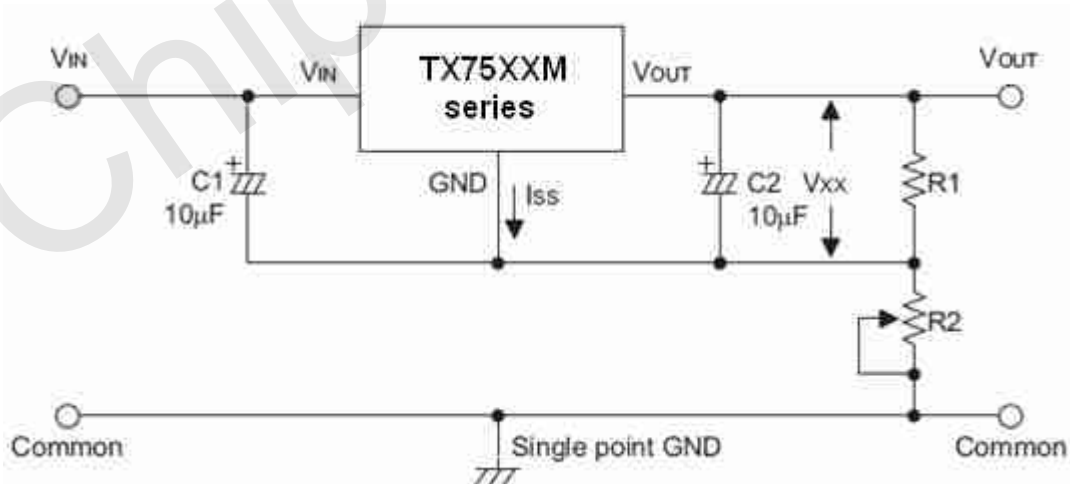 Chip
VIN
VIN
TX75XXM
series
VOUT
VOUT
C1
10µF
+
GND
Iss
+
C2
10µF
Vxx
R1
R2
Common
Single point GND
Common